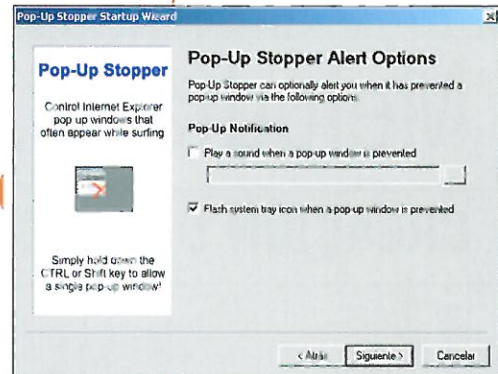 Pop-Up Stopper Startup Wizard
Pop-Up Stopper
Control Internet Explorer
pop up windows that
often appear while surfing
Simply hold down the
CTRL or Shift key to allow
a single pop-up window!
Pop-Up Stopper Alert Options
Pop-Up Stopper can optionally alert you when it has prevented a
pop-up window via the following options.
Pop-Up Notification
Play a sound when a pop-up window is prevented
...
Flash system tray icon when a pop-up window is prevented
< Atrás
Siguiente >
Cancelar